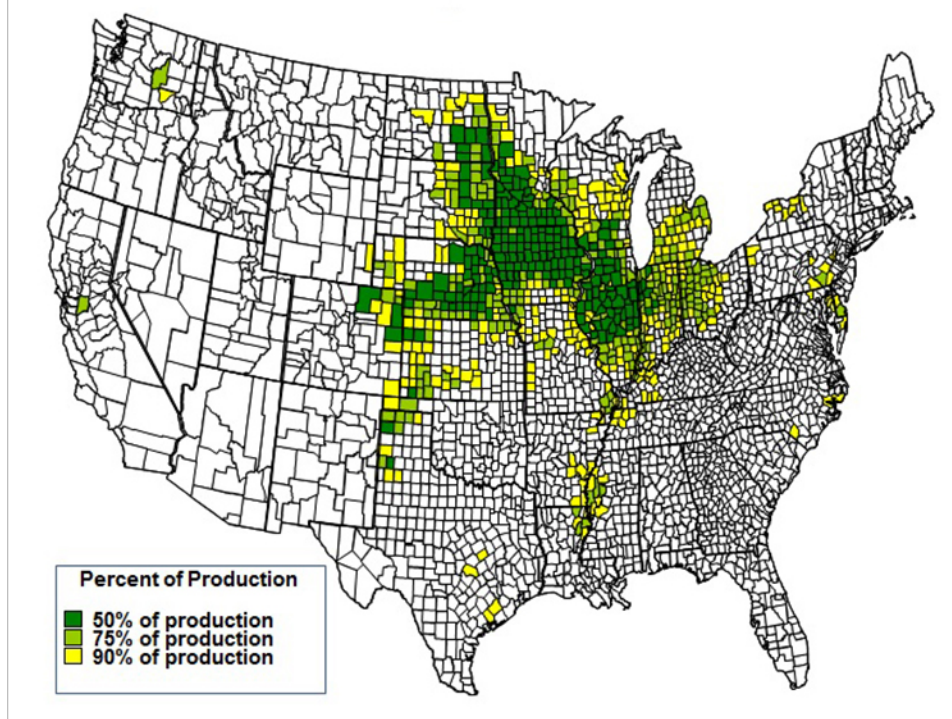 Percent of Production
50% of production
75% of production
90% of production